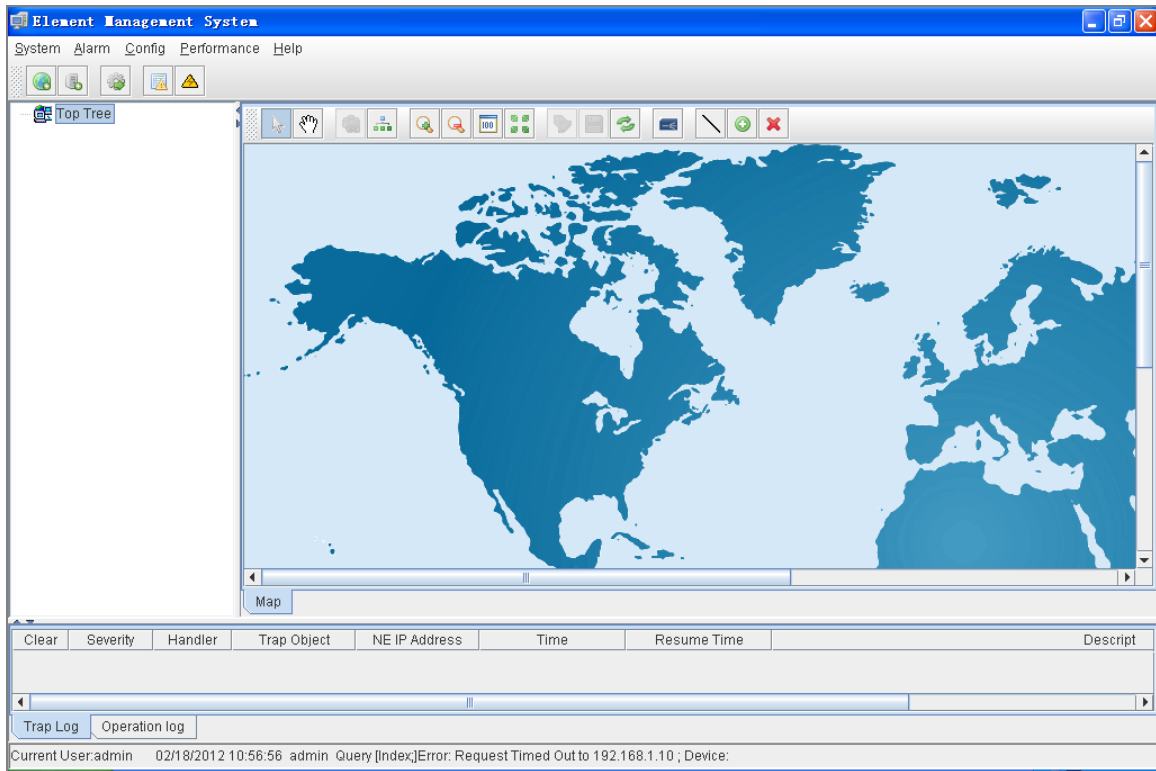 Element Management System
System Alarm Config Performance Help
Top Tree
100
Map
Clear Severity Handler Trap Object NE IP Address Time Resume Time Descript
Trap Log Operation log
Current User:admin 02/18/2012 10:56:56 admin Query [Index;]Error: Request Timed Out to 192.168.1.10 ; Device: